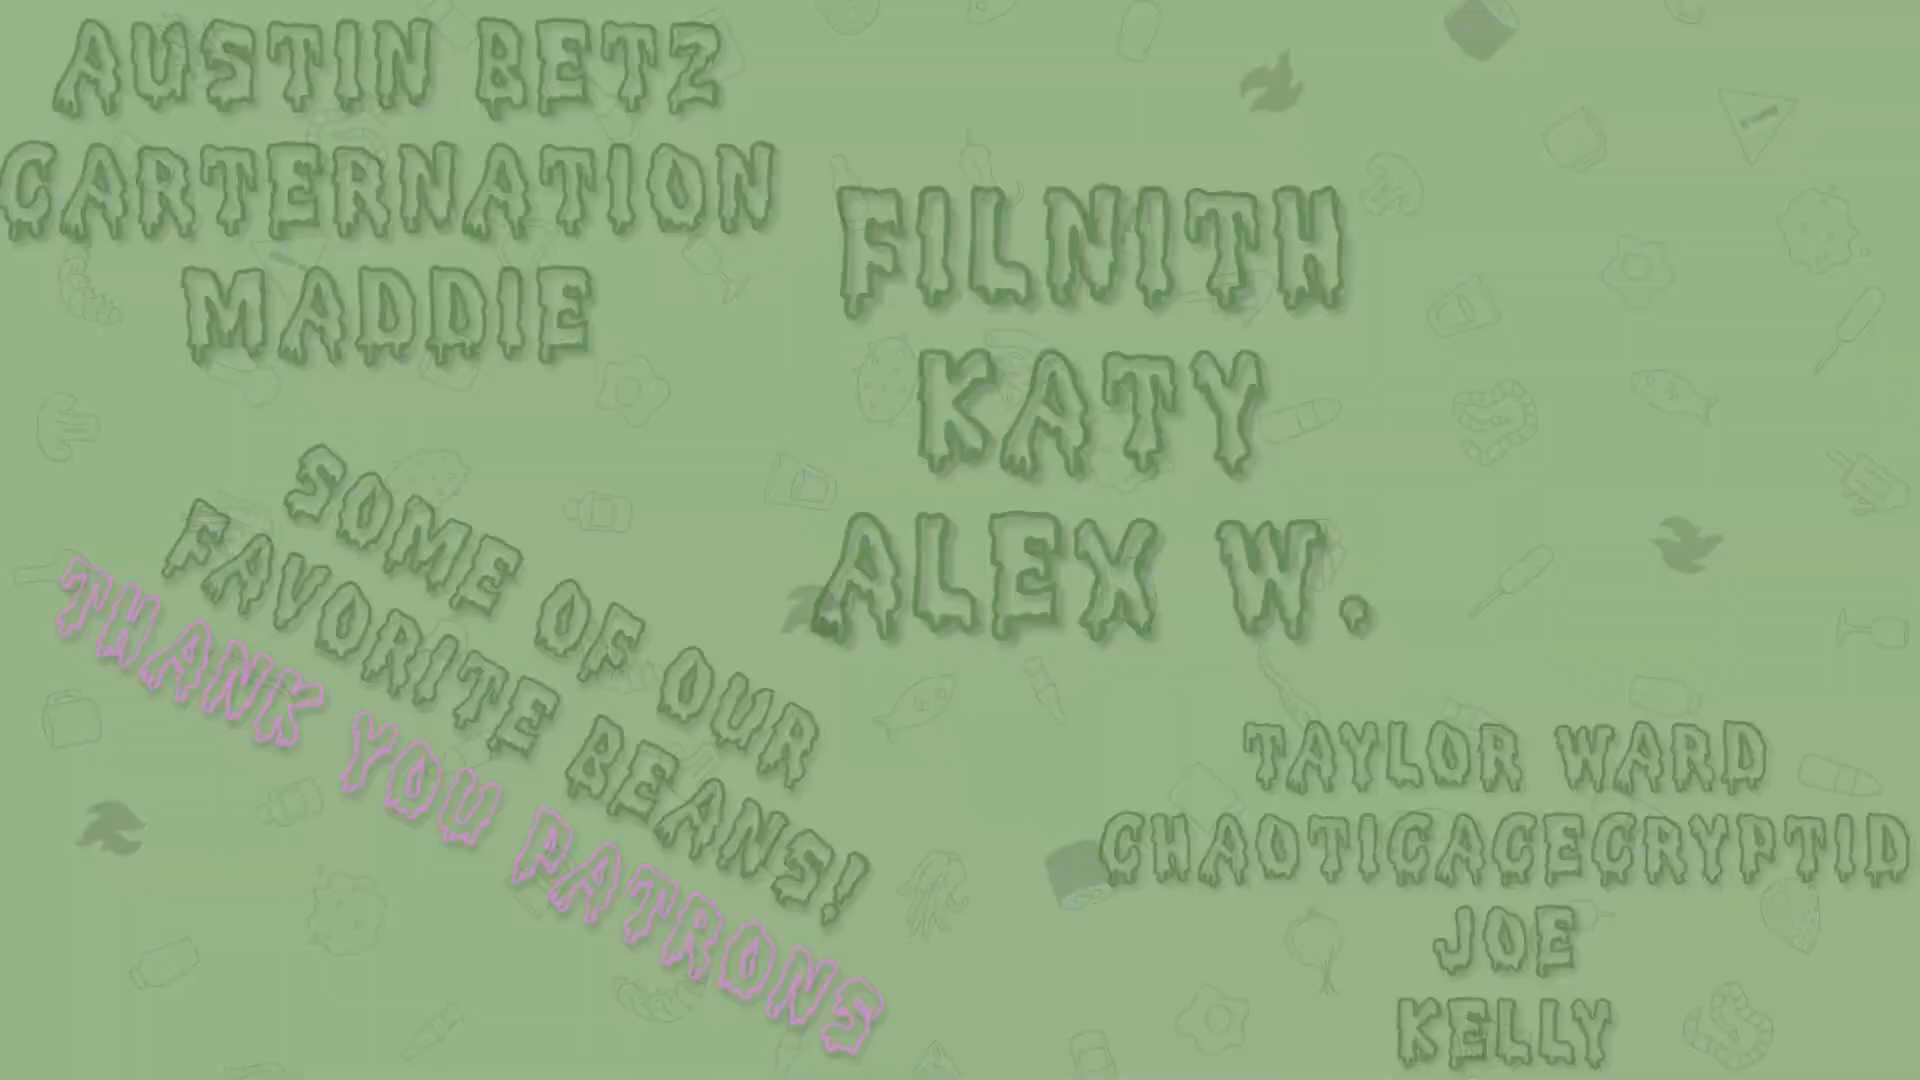 AUSTIN BETZ
CARTERNATION
MADDIE
FILNITH
KATY
ALEX W.
SOME OF OUR
FAVORITE BEANS!
THANK YOU PATRONS
TAYLOR WARD
CHAOTICACECRYPTID
JOE
KELLY